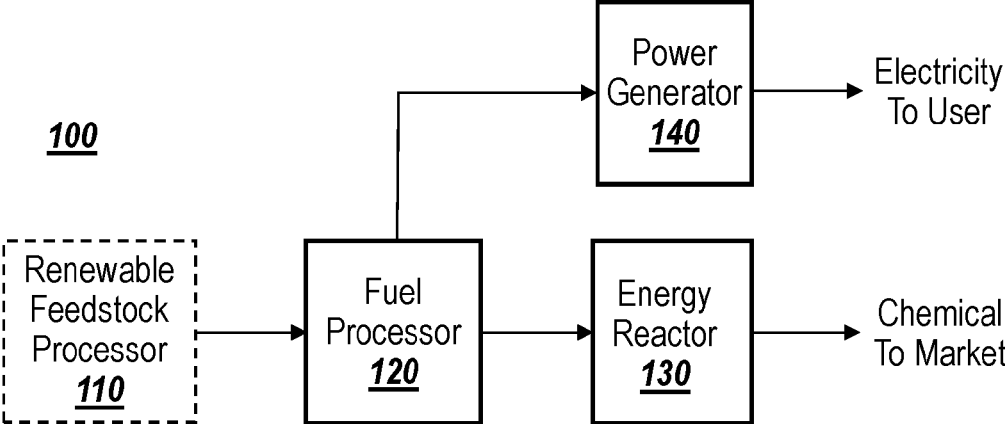 Power
Generator
140
Electricity
To User
100
Renewable
Feedstock
Processor
110
Fuel
Processor
120
Energy
Reactor
130
Chemical
To Market